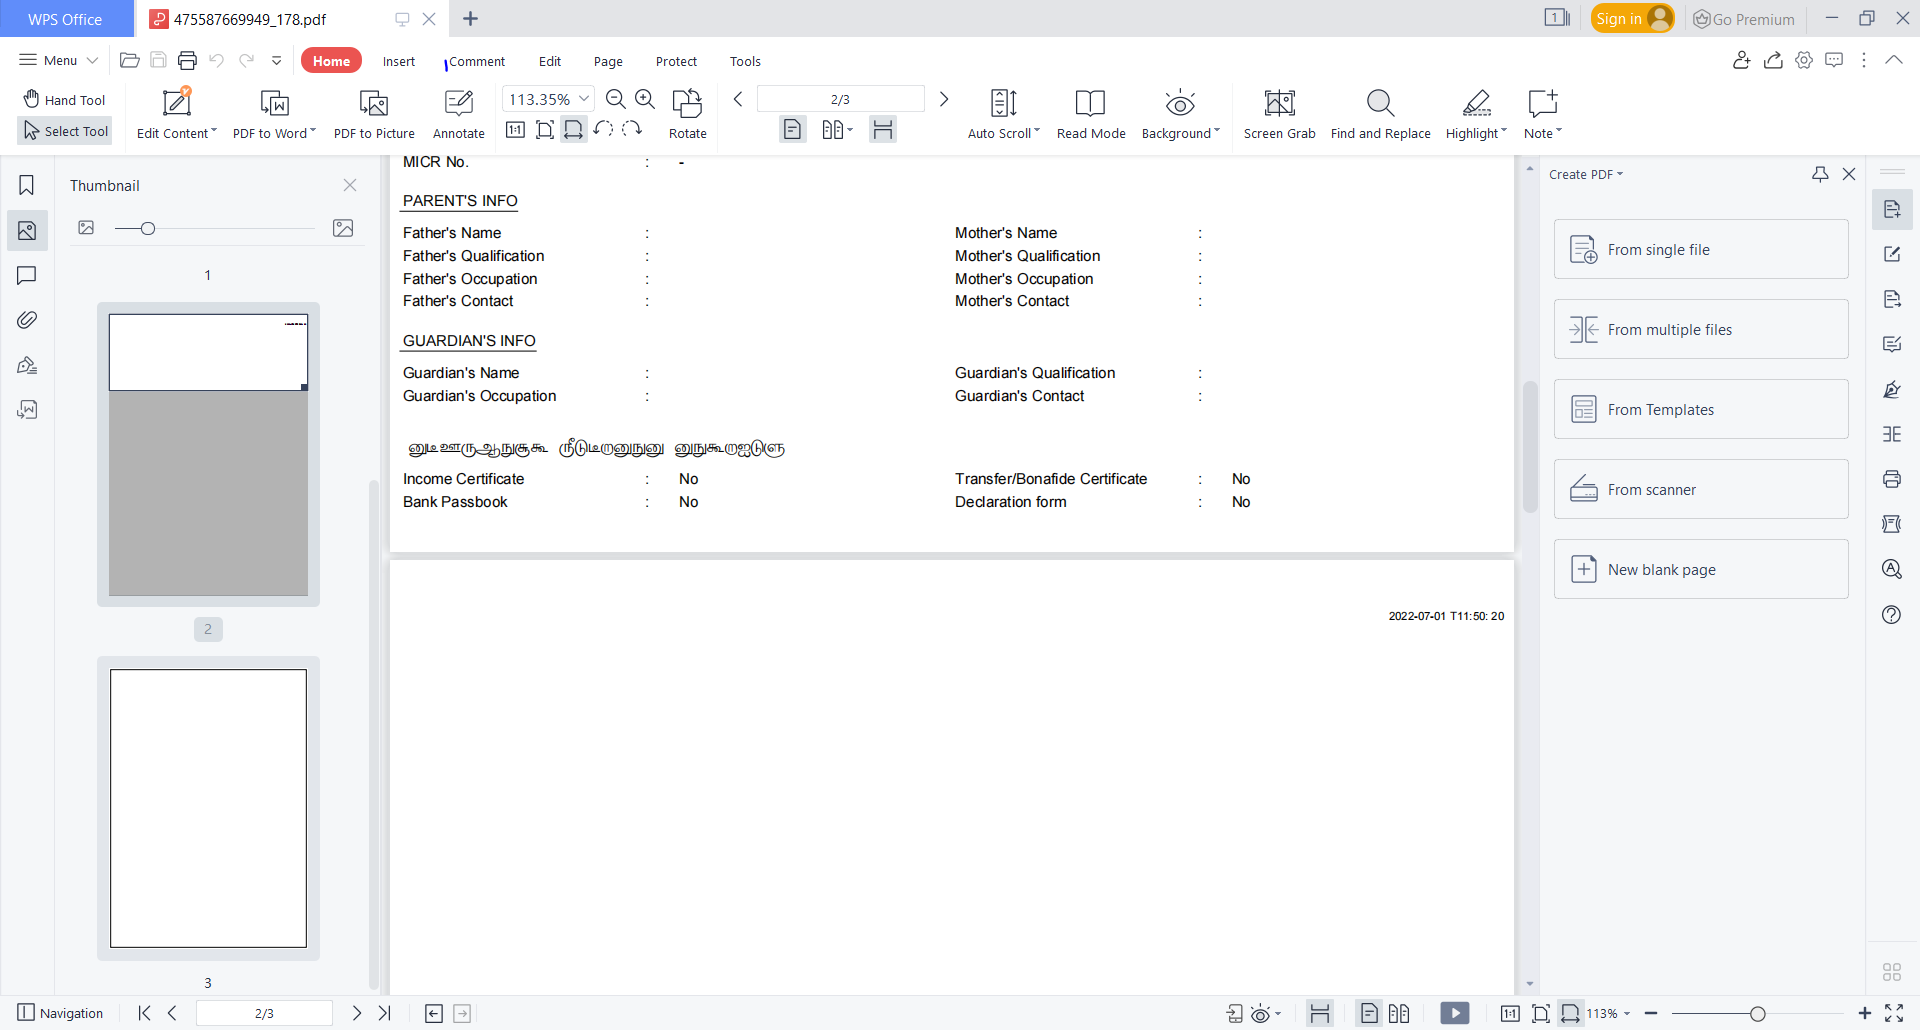 WPS Office
475587669949_178.pdf
Sign in
Go Premium
Menu
Home
Insert
Comment
Edit
Page
Protect
Tools
Hand Tool
Select Tool
Edit Content
PDF to Word
PDF to Picture
Annotate
113.35%
Rotate
2/3
Auto Scroll
Read Mode
Background
Screen Grab
Find and Replace
Highlight
Note
Thumbnail
1
2
3
MICR No. : -
PARENT'S INFO
Father's Name : Mother's Name :
Father's Qualification : Mother's Qualification :
Father's Occupation : Mother's Occupation :
Father's Contact : Mother's Contact :
GUARDIAN'S INFO
Guardian's Name : Guardian's Qualification :
Guardian's Occupation : Guardian's Contact :
Income Certificate : No Transfer/Bonafide Certificate : No
Bank Passbook : No Declaration form : No
2022-07-01 T11:50: 20
Create PDF
From single file
From multiple files
From Templates
From scanner
New blank page
Navigation
2/3
113%